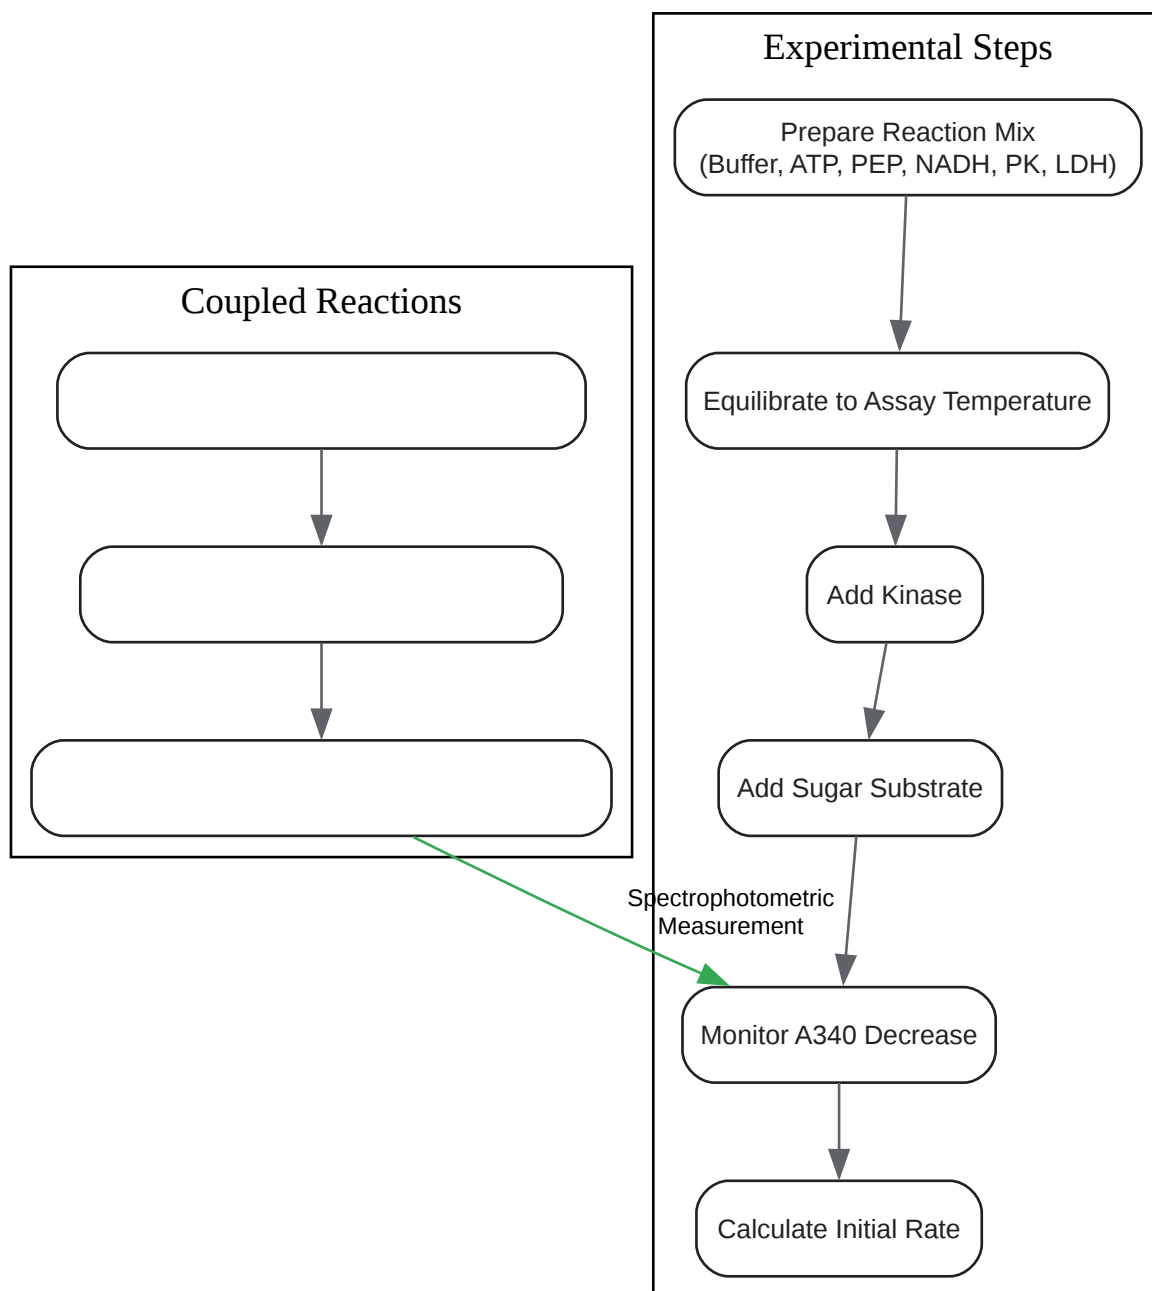 Experimental Steps
Prepare Reaction Mix
(Buffer, ATP, PEP, NADH, PK, LDH)
Coupled Reactions
Equilibrate to Assay Temperature
Add Kinase
Add Sugar Substrate
Spectrophotometric
Measurement
Monitor A340 Decrease
Calculate Initial Rate